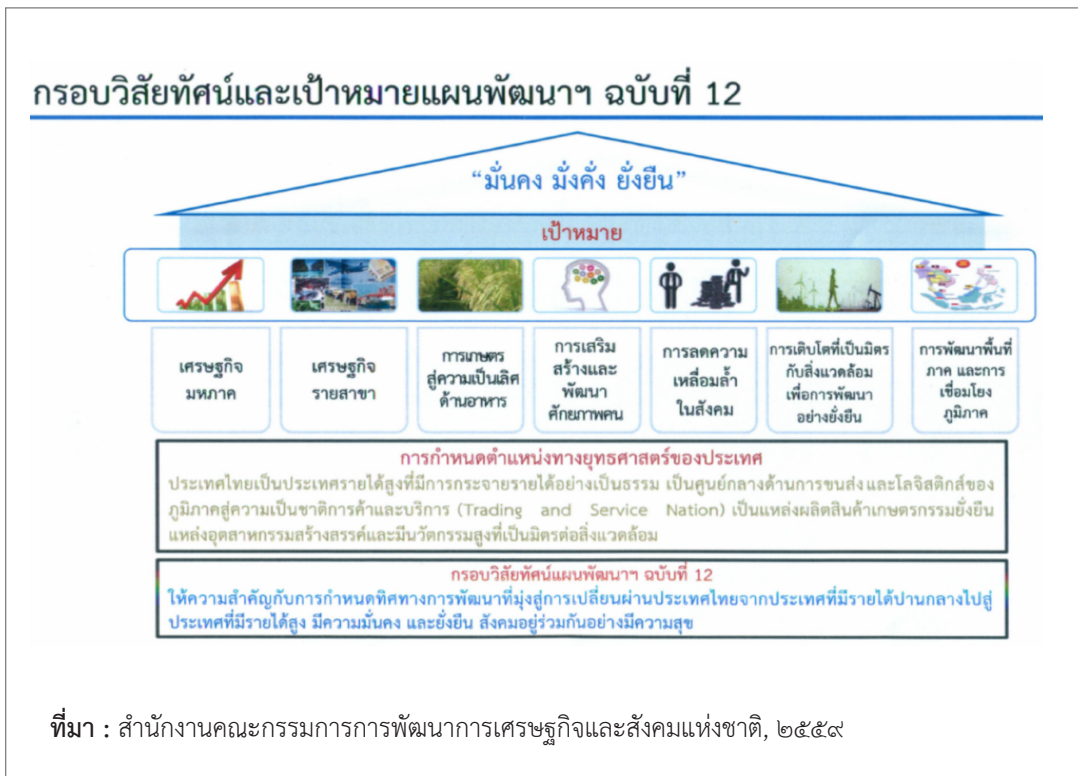 กรอบวิสัยทัศน์และเป้าหมายแผนพัฒนาฯ ฉบับที่ 12
“มั่นคง มั่งคั่ง ยั่งยืน”
เป้าหมาย
เศรษฐกิจ
มหภาค
เศรษฐกิจ
รายสาขา
การเกษตร
สู่ความเป็นเลิศ
ด้านอาหาร
การเสริม
สร้างและ
พัฒนา
ศักยภาพคน
การลดความ
เหลื่อมล้ำ
ในสังคม
การเติบโตที่เป็นมิตร
กับสิ่งแวดล้อม
เพื่อการพัฒนา
อย่างยั่งยืน
การพัฒนาพื้นที่
ภาค และการ
เชื่อมโยง
ภูมิภาค
การกำหนดตำแหน่งทางยุทธศาสตร์ของประเทศ
ประเทศไทยเป็นประเทศรายได้สูงที่มีการกระจายรายได้อย่างเป็นธรรม เป็นศูนย์กลางด้านการขนส่งและโลจิสติกส์ของ
ภูมิภาคสู่ความเป็นชาติการค้าและบริการ (Trading and Service Nation) เป็นแหล่งผลิตสินค้าเกษตรกรรมยั่งยืน
แหล่งอุตสาหกรรมสร้างสรรค์และมีนวัตกรรมสูงที่เป็นมิตรต่อสิ่งแวดล้อม
กรอบวิสัยทัศน์แผนพัฒนาฯ ฉบับที่ 12
ให้ความสำคัญกับการกำหนดทิศทางการพัฒนาที่มุ่งสู่การเปลี่ยนผ่านประเทศไทยจากประเทศที่มีรายได้ปานกลางไปสู่
ประเทศที่มีรายได้สูง มีความมั่นคง และยั่งยืน สังคมอยู่ร่วมกันอย่างมีความสุข
ที่มา : สำนักงานคณะกรรมการการพัฒนาการเศรษฐกิจและสังคมแห่งชาติ, ๒๕๕๙